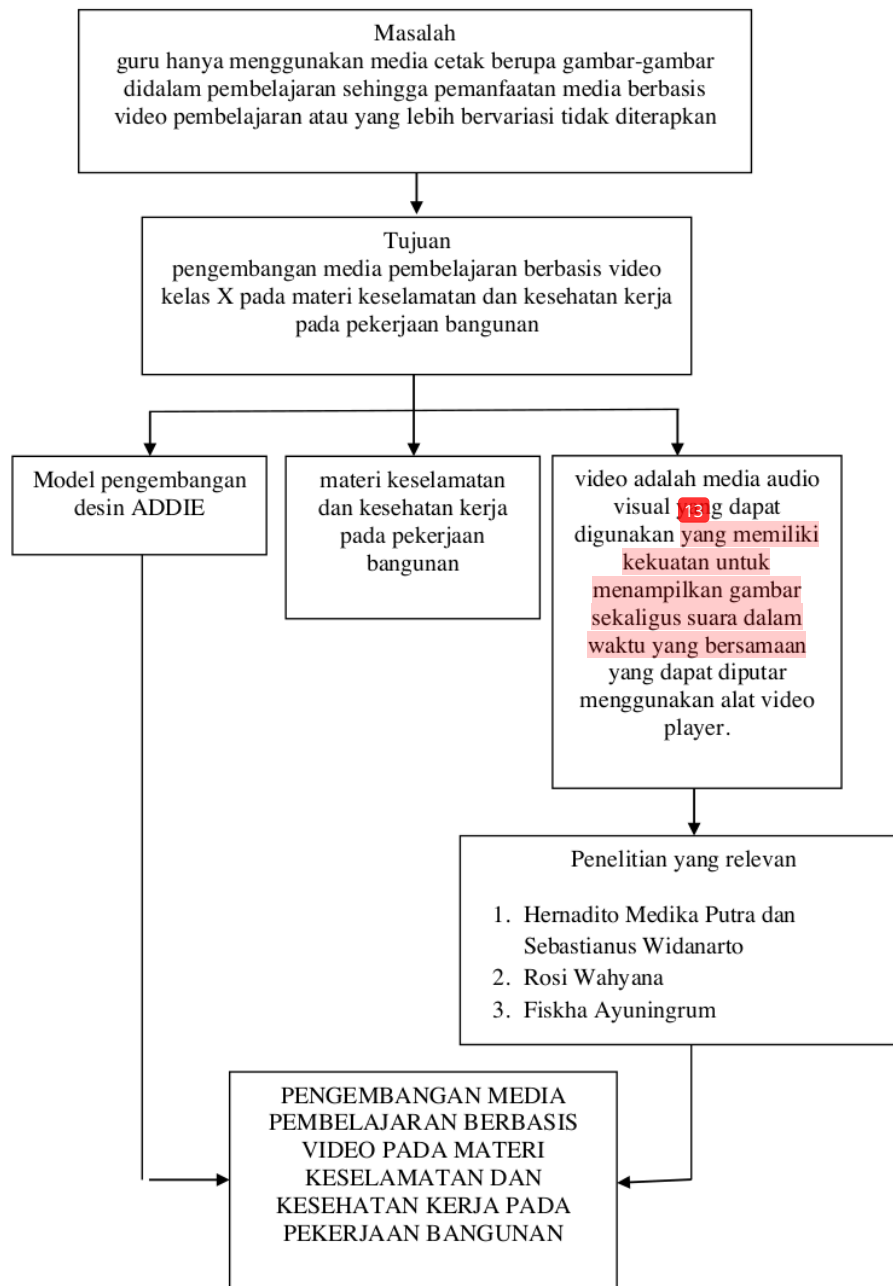 Masalah
guru hanya menggunakan media cetak berupa gambar-gambar
didalam pembelajaran sehingga pemanfaatan media berbasis
video pembelajaran atau yang lebih bervariasi tidak diterapkan
Tujuan
pengembangan media pembelajaran berbasis video
kelas X pada materi keselamatan dan kesehatan kerja
pada pekerjaan bangunan
Model pengembangan
desin ADDIE
materi keselamatan
dan kesehatan kerja
pada pekerjaan
bangunan
video adalah media audio
visual yang dapat
13
digunakan yang memiliki
kekuatan untuk
menampilkan gambar
sekaligus suara dalam
waktu yang bersamaan
yang dapat diputar
menggunakan alat video
player.
Penelitian yang relevan
1. Hernadito Medika Putra dan
Sebastianus Widanarto
2. Rosi Wahyana
3. Fiskha Ayuningrum
PENGEMBANGAN MEDIA
PEMBELAJARAN BERBASIS
VIDEO PADA MATERI
KESELAMATAN DAN
KESEHATAN KERJA PADA
PEKERJAAN BANGUNAN